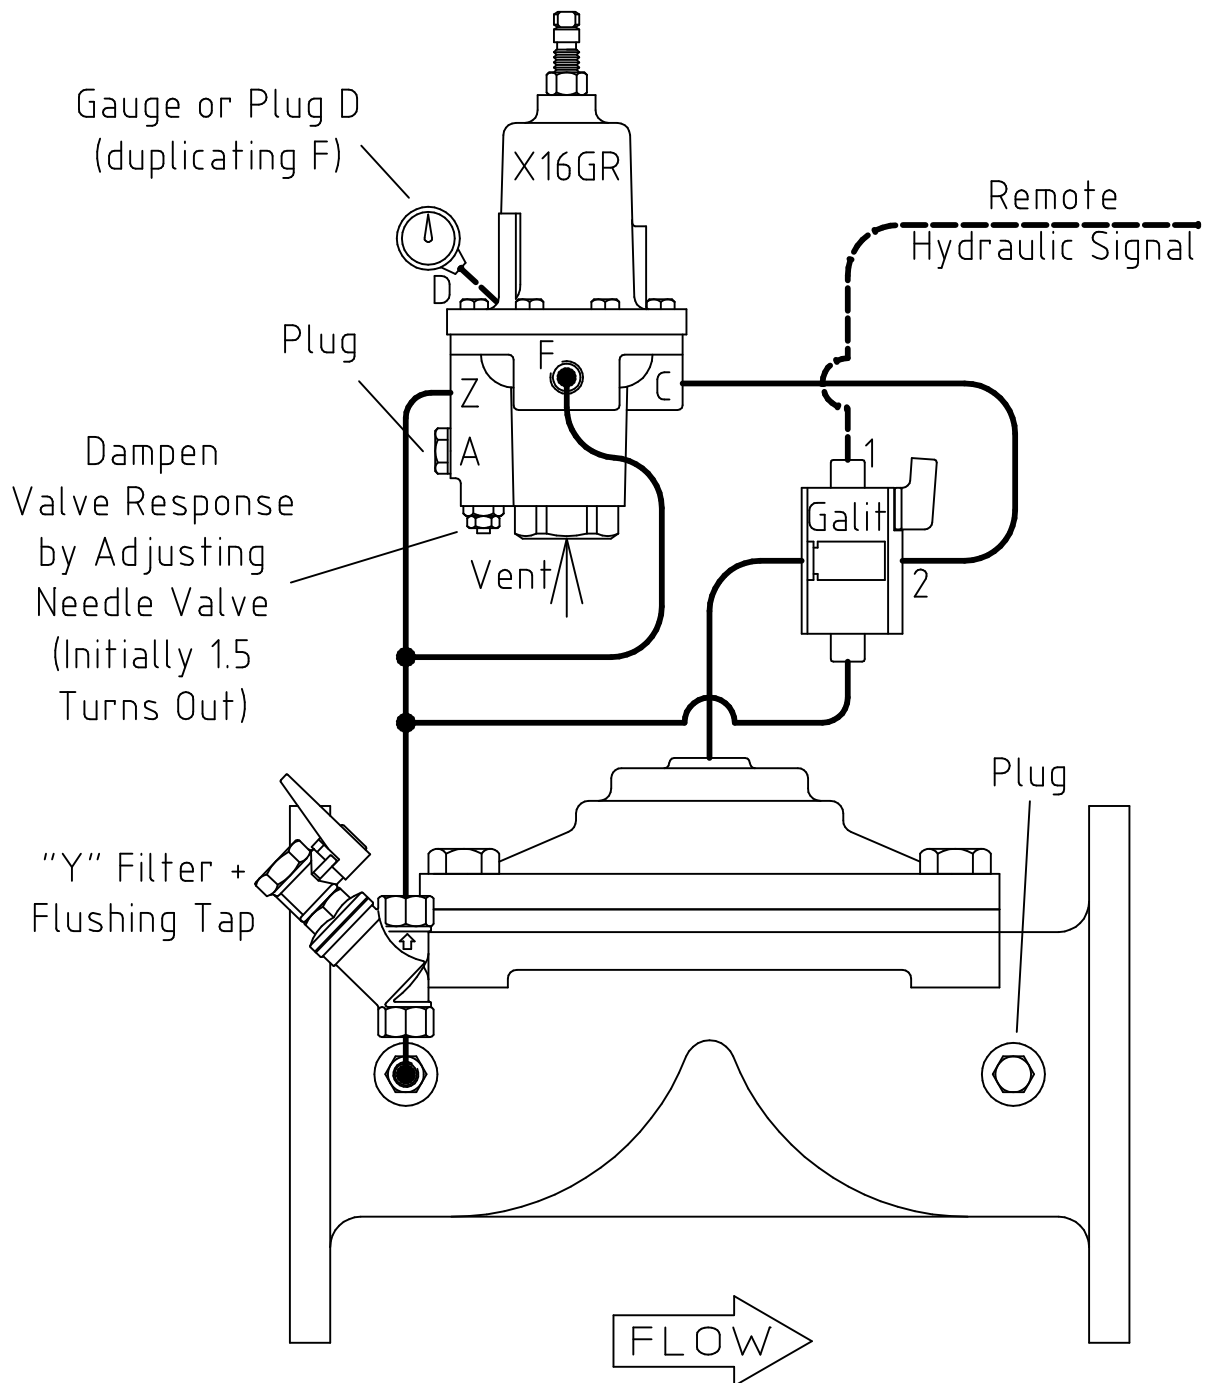 Gauge or Plug D
(duplicating F)
X16GR
Remote
Hydraulic Signal
D
Plug
F
Z
C
A
1
Dampen
Valve Response
by Adjusting
Needle Valve
(Initially 1.5
Turns Out)
Galit
Vent
2
Plug
"Y" Filter +
Flushing Tap
FLOW